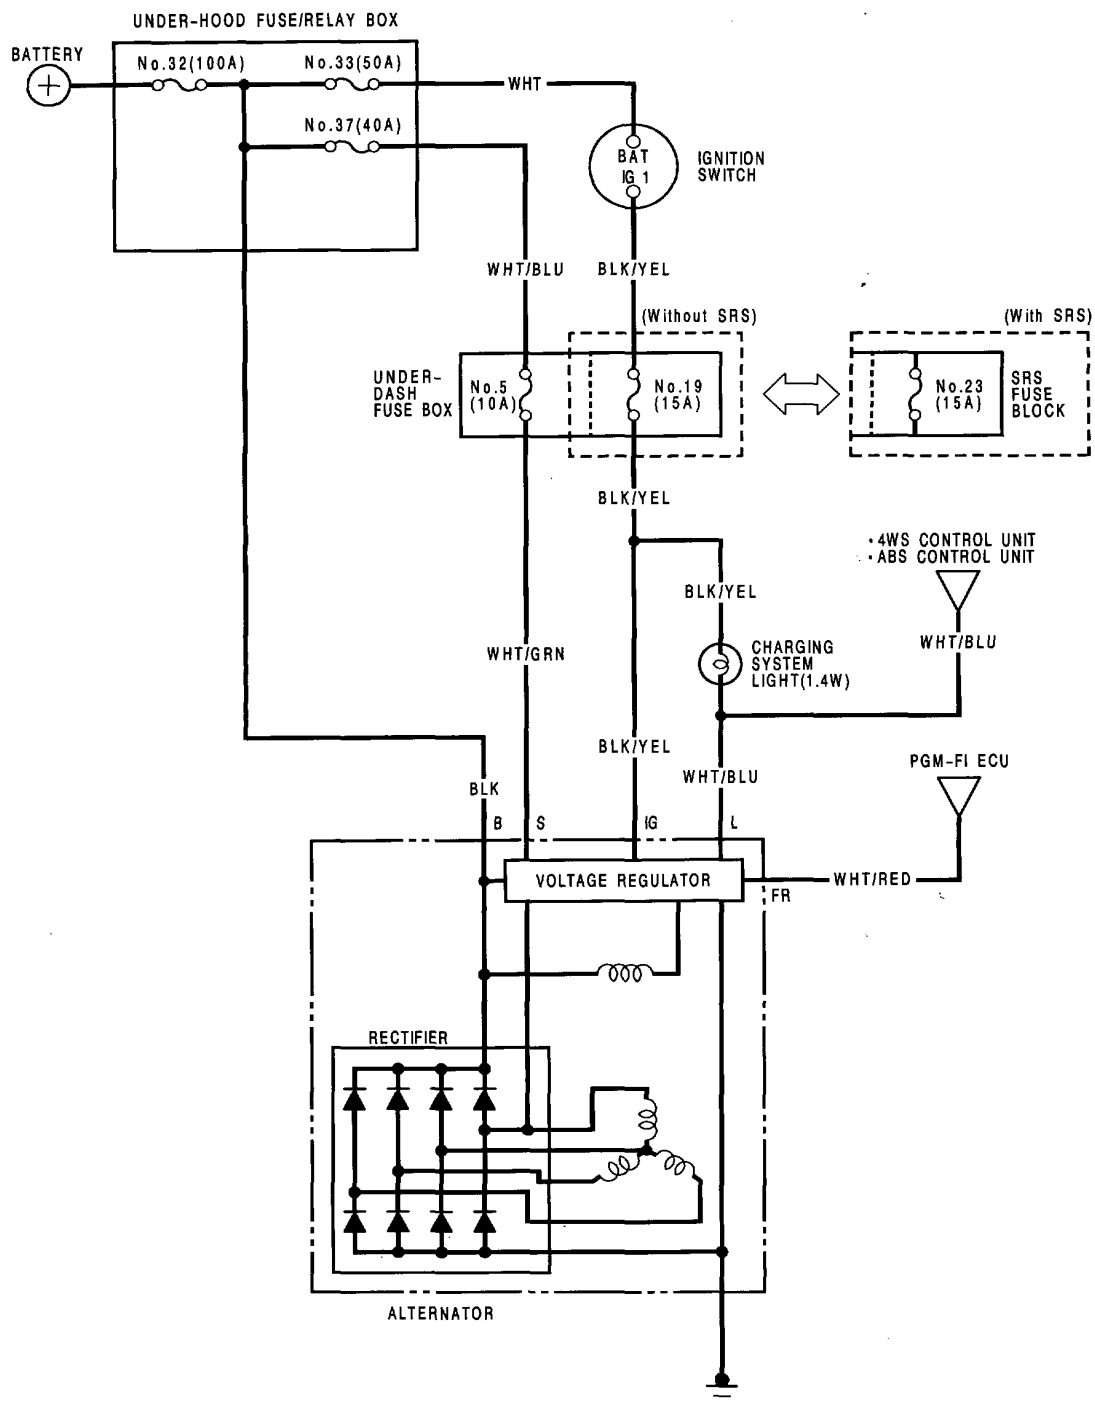 UNDER-HOOD FUSE/RELAY BOX
BATTERY
No.32(100A)
No.33(50A)
WHT
No.37(40A)
BAT
IG 1
IGNITION
SWITCH
WHT/BLU
BLK/YEL
(Without SRS)
(With SRS)
UNDER-
DASH
FUSE BOX
No.5
(10A)
No.19
(15A)
No.23
(15A)
SRS
FUSE
BLOCK
BLK/YEL
• 4WS CONTROL UNIT
• ABS CONTROL UNIT
BLK/YEL
WHT/BLU
WHT/GRN
CHARGING
SYSTEM
LIGHT(1.4W)
BLK/YEL
WHT/BLU
PGM-FI ECU
BLK
B
S
IG
L
VOLTAGE REGULATOR
WHT/RED
FR
RECTIFIER
ALTERNATOR